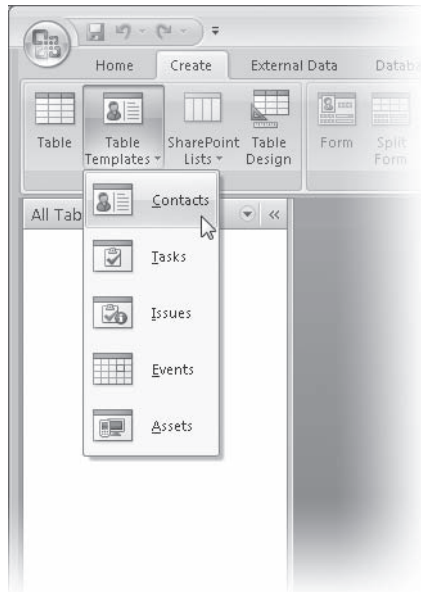 Home Create External Data Datab
Table Table Templates SharePoint Lists Table Design Form Split Form
All Tab
Contacts
Tasks
Issues
Events
Assets